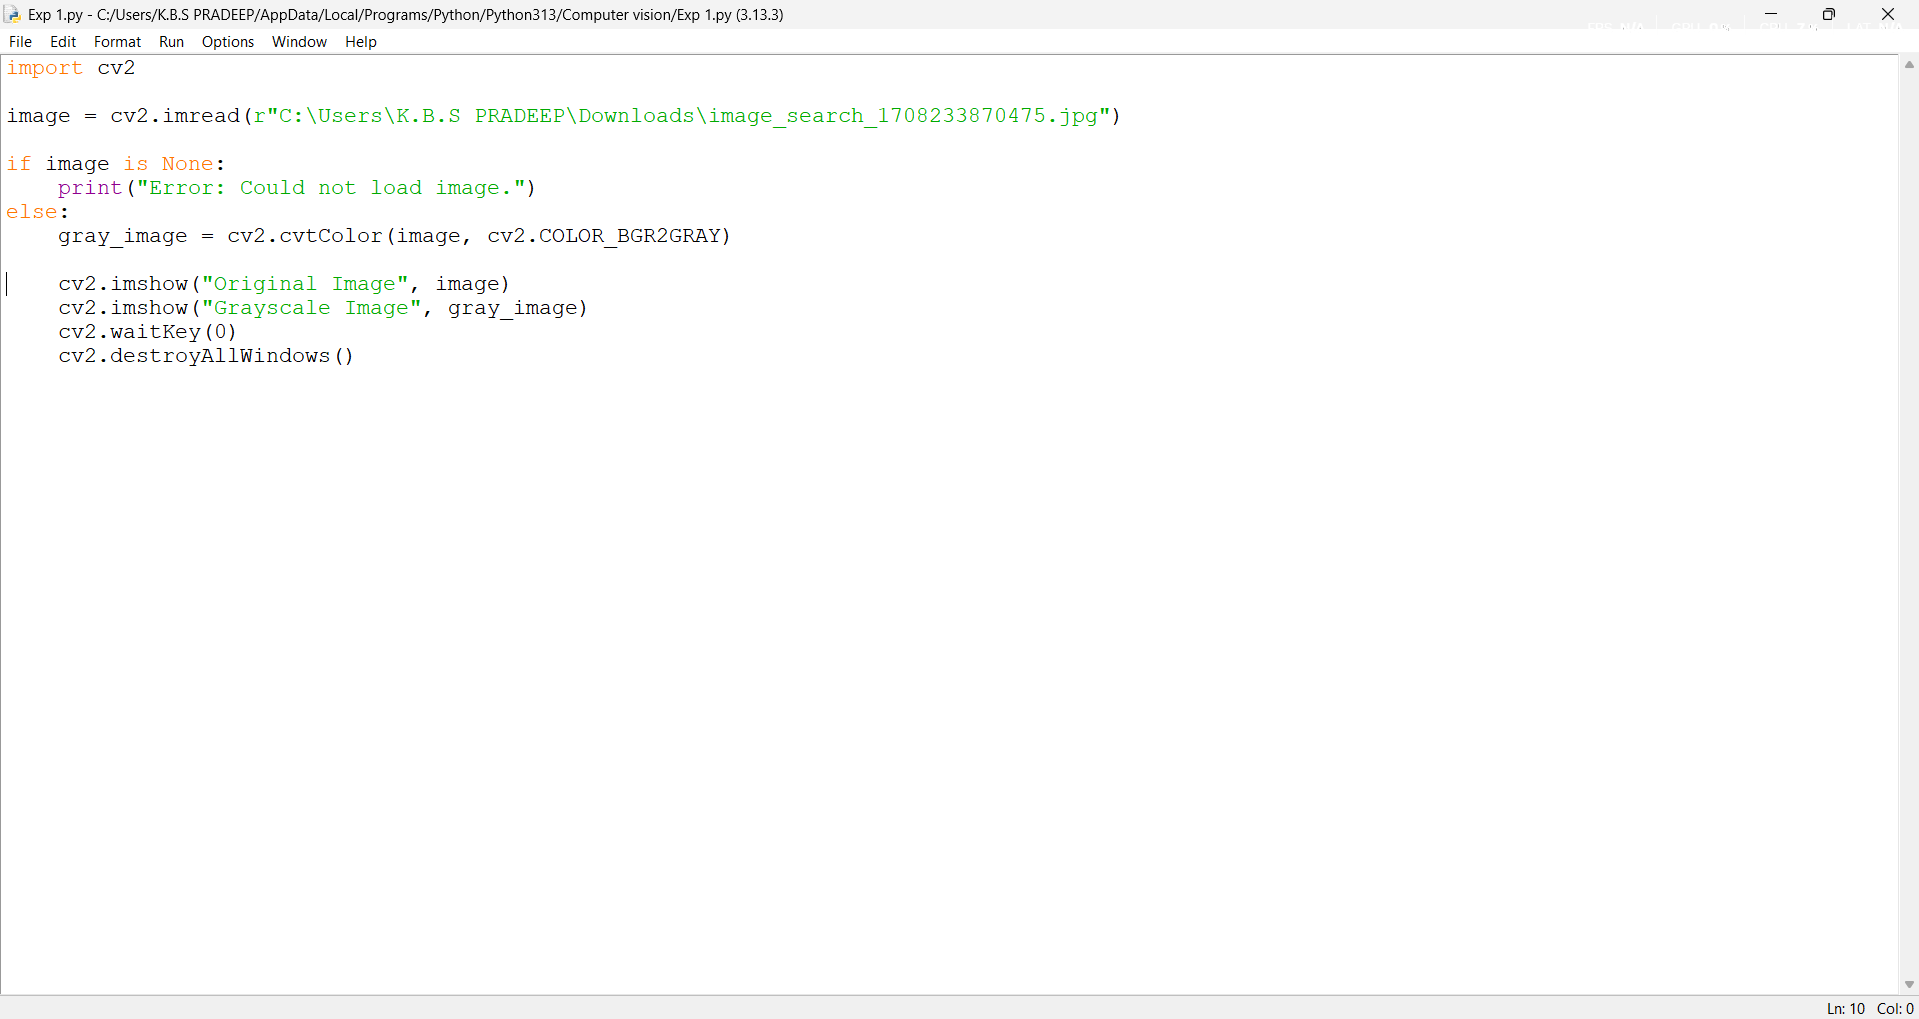 Exp 1.py - C:/Users/K.B.S PRADEEP/AppData/Local/Programs/Python/Python313/Computer vision/Exp 1.py (3.13.3)
File Edit Format Run Options Window Help
import cv2

image = cv2.imread(r"C:\Users\K.B.S PRADEEP\Downloads\image_search_1708233870475.jpg")

if image is None:
    print("Error: Could not load image.")
else:
    gray_image = cv2.cvtColor(image, cv2.COLOR_BGR2GRAY)

    cv2.imshow("Original Image", image)
    cv2.imshow("Grayscale Image", gray_image)
    cv2.waitKey(0)
    cv2.destroyAllWindows()
Ln: 10 Col: 0